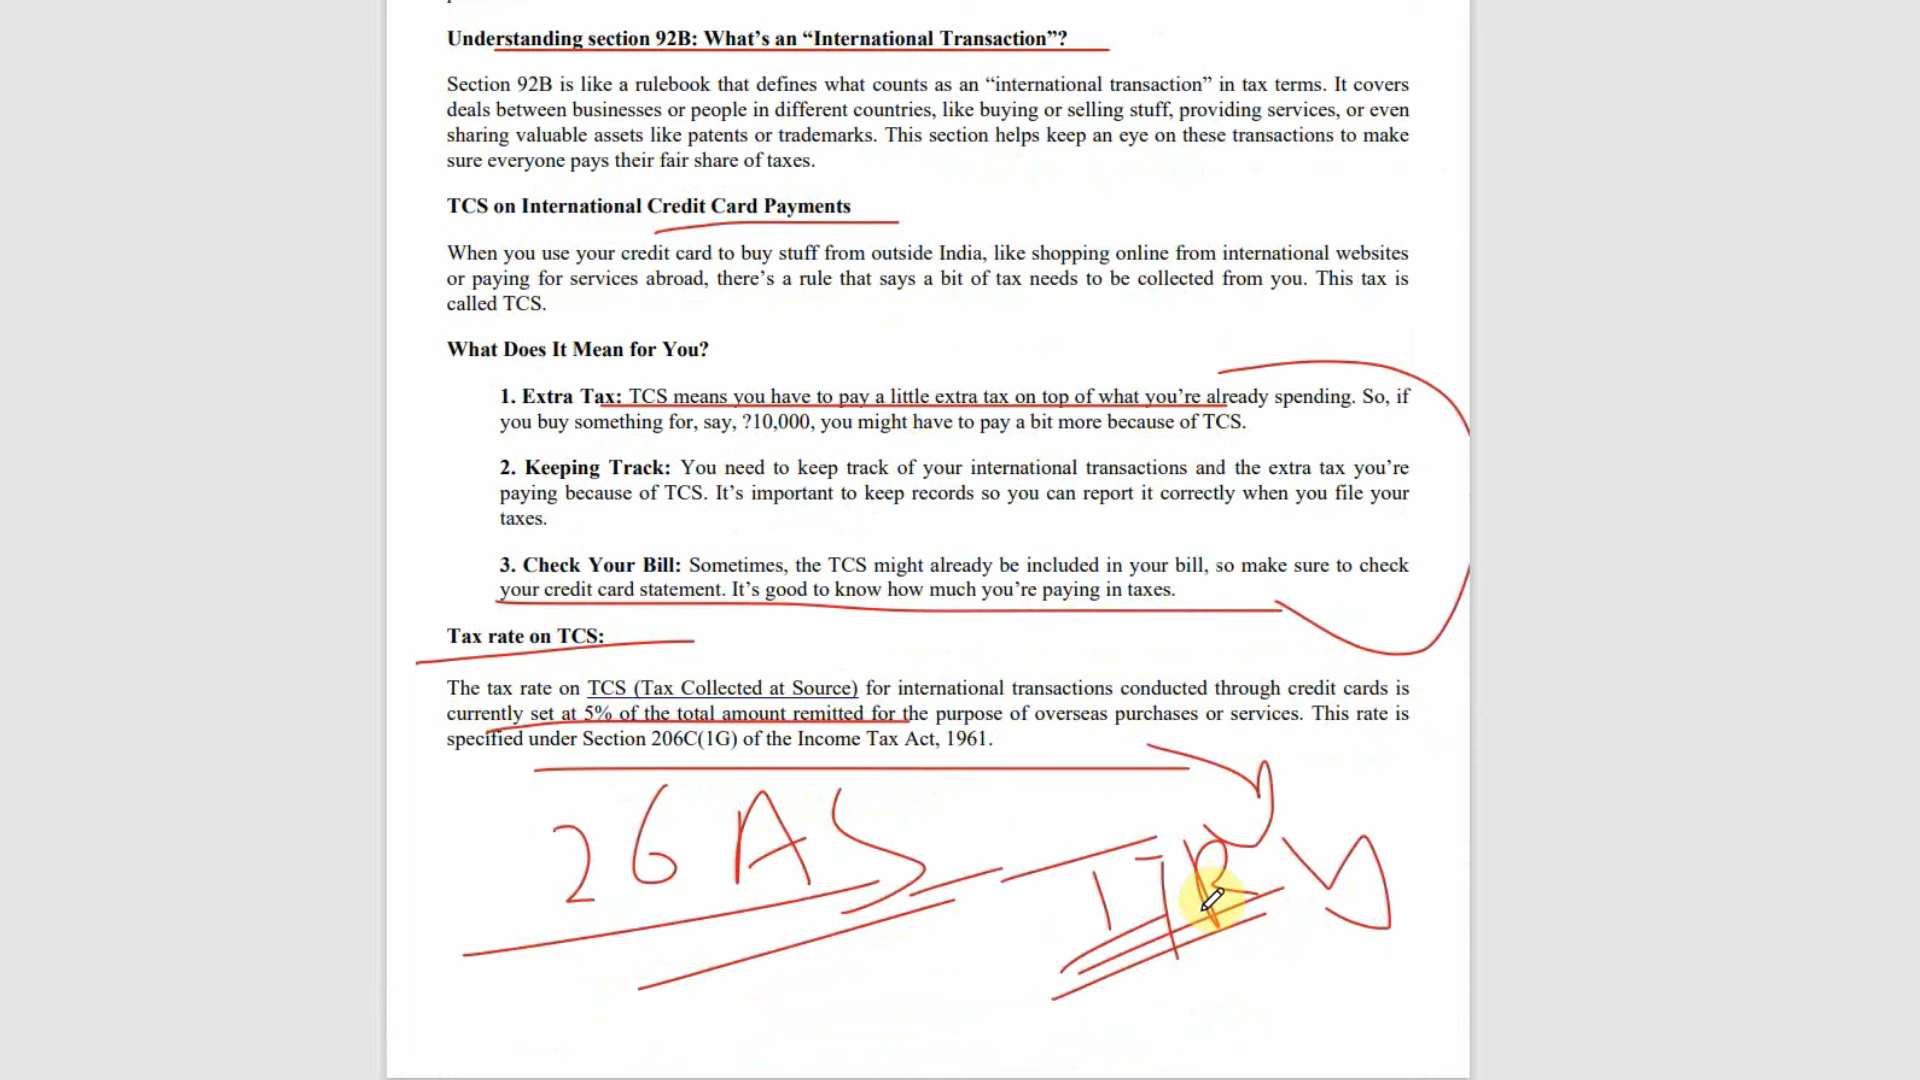 Understanding section 92B: What’s an “International Transaction”?
Section 92B is like a rulebook that defines what counts as an “international transaction” in tax terms. It covers
deals between businesses or people in different countries, like buying or selling stuff, providing services, or even
sharing valuable assets like patents or trademarks. This section helps keep an eye on these transactions to make
sure everyone pays their fair share of taxes.
TCS on International Credit Card Payments
When you use your credit card to buy stuff from outside India, like shopping online from international websites
or paying for services abroad, there’s a rule that says a bit of tax needs to be collected from you. This tax is
called TCS.
What Does It Mean for You?
1. Extra Tax: TCS means you have to pay a little extra tax on top of what you’re already spending. So, if
you buy something for, say, ?10,000, you might have to pay a bit more because of TCS.
2. Keeping Track: You need to keep track of your international transactions and the extra tax you’re
paying because of TCS. It’s important to keep records so you can report it correctly when you file your
taxes.
3. Check Your Bill: Sometimes, the TCS might already be included in your bill, so make sure to check
your credit card statement. It’s good to know how much you’re paying in taxes.
Tax rate on TCS:
The tax rate on TCS (Tax Collected at Source) for international transactions conducted through credit cards is
currently set at 5% of the total amount remitted for the purpose of overseas purchases or services. This rate is
specified under Section 206C(1G) of the Income Tax Act, 1961.
26 AS ITR